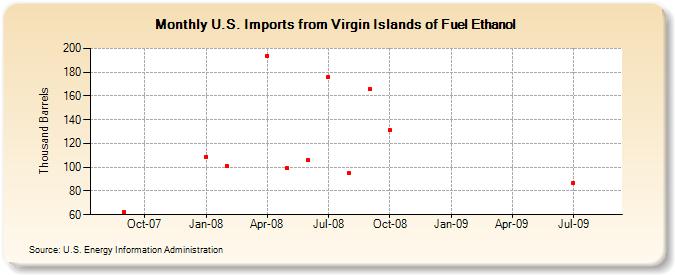 Monthly U.S. Imports from Virgin Islands of Fuel Ethanol
Thousand Barrels
200
180
160
140
120
100
80
60
Oct-07 Jan-08 Apr-08 Jul-08 Oct-08 Jan-09 Apr-09 Jul-09
Source: U.S. Energy Information Administration